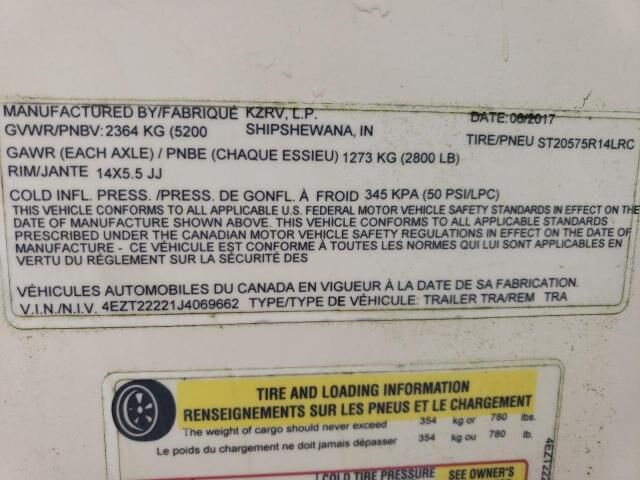 MANUFACTURED BY/FABRIQUÉ KZRV, L.P. DATE: 06/2017
GVWR/PNBV: 2364 KG (5200 SHIPSHEWANA, IN TIRE/PNEU ST20575R14LRC
GAWR (EACH AXLE) / PNBE (CHAQUE ESSIEU) 1273 KG (2800 LB)
RIM/JANTE 14X5.5 JJ
COLD INFL. PRESS. /PRESS. DE GONFL. À FROID 345 KPA (50 PSI/LPC)
THIS VEHICLE CONFORMS TO ALL APPLICABLE U.S. FEDERAL MOTOR VEHICLE SAFETY STANDARDS IN EFFECT ON THE
DATE OF MANUFACTURE SHOWN ABOVE. THIS VEHICLE CONFORMS TO ALL APPLICABLE STANDARDS
PRESCRIBED UNDER THE CANADIAN MOTOR VEHICLE SAFETY REGULATIONS IN EFFECT ON THE DATE OF
MANUFACTURE - CE VÉHICULE EST CONFORME À TOUTES LES NORMES QUI LUI SONT APPLICABLES EN
VERTU DU RÉGLEMENT SUR LA SÉCURITÉ DES
VÉHICULES AUTOMOBILES DU CANADA EN VIGUEUR À LA DATE DE SA FABRICATION.
V.I.N./N.I.V. 4EZT22221J4069662 TYPE/TYPE DE VÉHICULE: TRAILER TRA/REM TRA
TIRE AND LOADING INFORMATION
RENSEIGNEMENTS SUR LES PNEUS ET LE CHARGEMENT
The weight of cargo should never exceed 354 kg or 780 lbs.
Le poids du chargement ne doit jamais dépasser 354 kg ou 780 lb.
COLD TIRE PRESSURE SEE OWNER'S
4EZT222